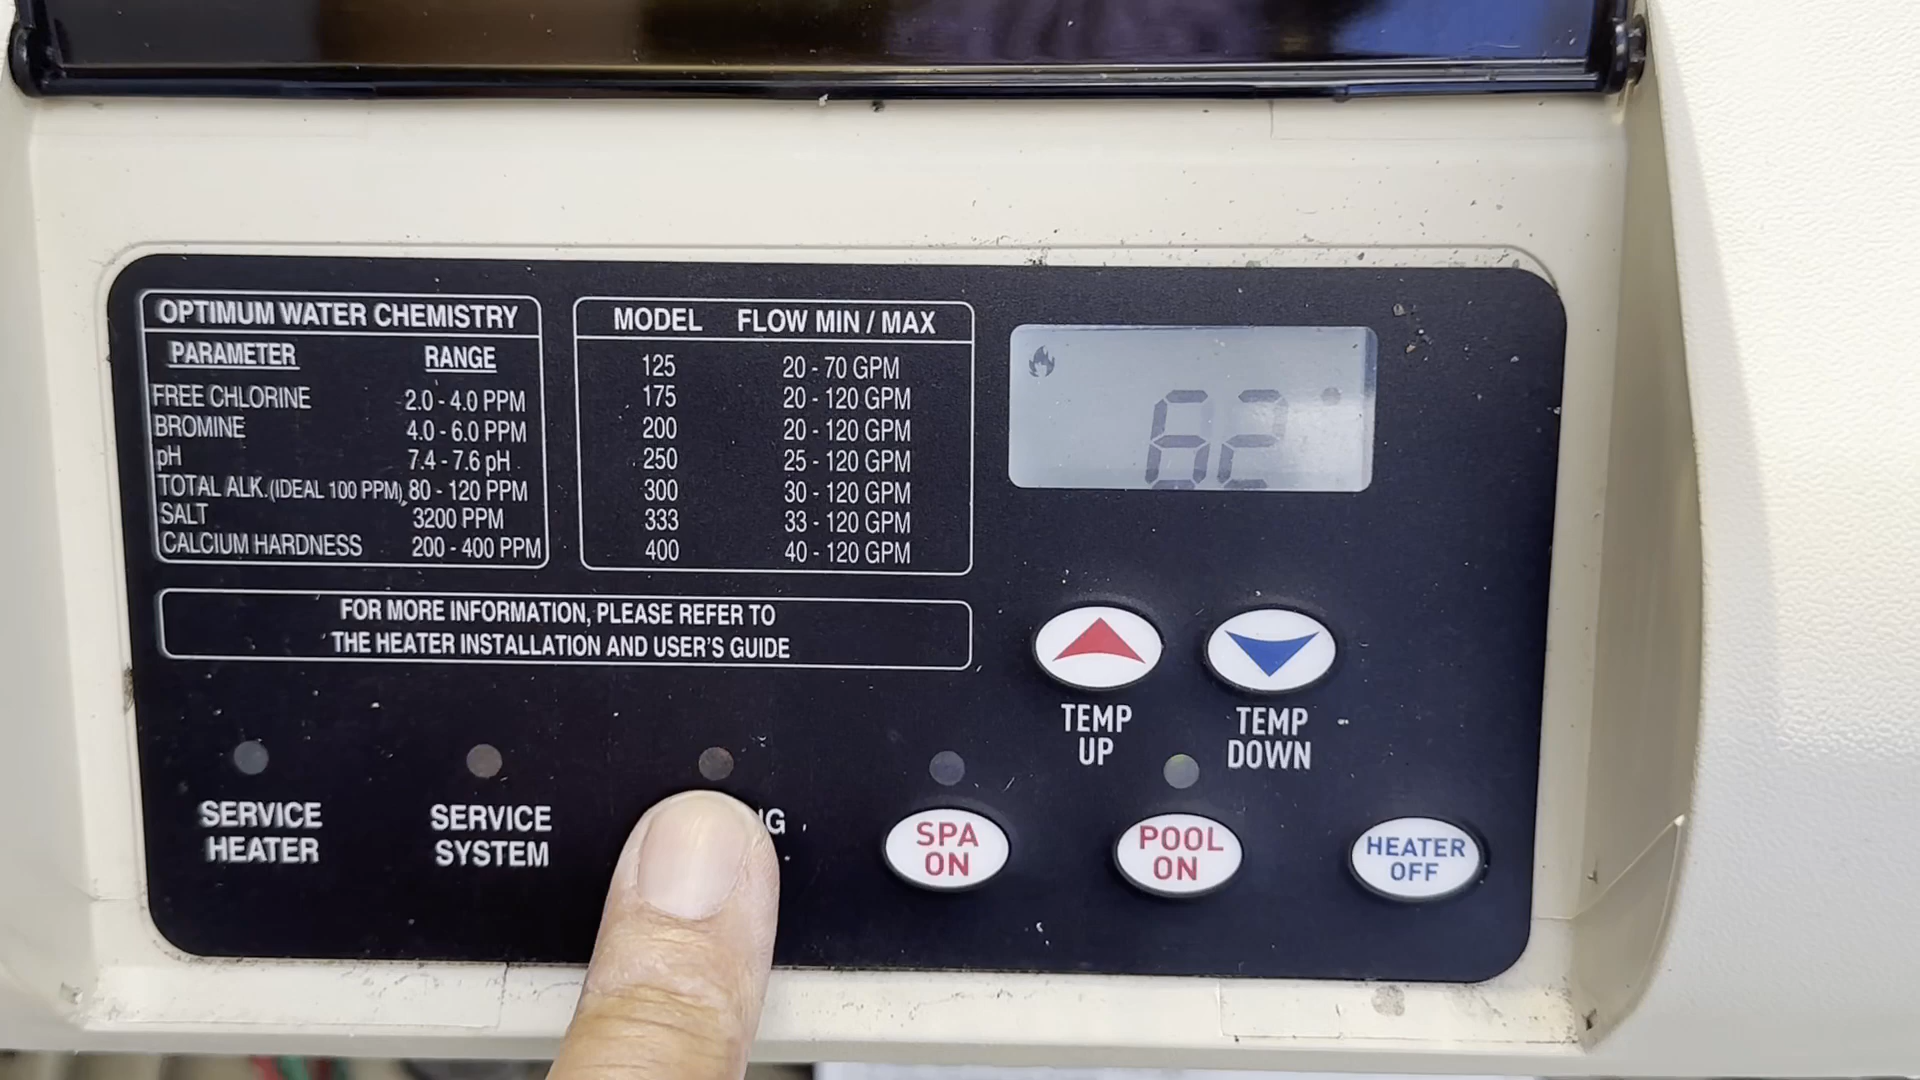 OPTIMUM WATER CHEMISTRY
PARAMETER RANGE
FREE CHLORINE 2.0 - 4.0 PPM
BROMINE 4.0 - 6.0 PPM
pH 7.4 - 7.6 pH
TOTAL ALK.(IDEAL 100 PPM) 80 - 120 PPM
SALT 3200 PPM
CALCIUM HARDNESS 200 - 400 PPM
MODEL FLOW MIN / MAX
125 20 - 70 GPM
175 20 - 120 GPM
200 20 - 120 GPM
250 25 - 120 GPM
300 30 - 120 GPM
333 33 - 120 GPM
400 40 - 120 GPM
FOR MORE INFORMATION, PLEASE REFER TO
THE HEATER INSTALLATION AND USER'S GUIDE
62°
TEMP
UP
TEMP
DOWN
SERVICE
HEATER
SERVICE
SYSTEM
SPA
ON
POOL
ON
HEATER
OFF